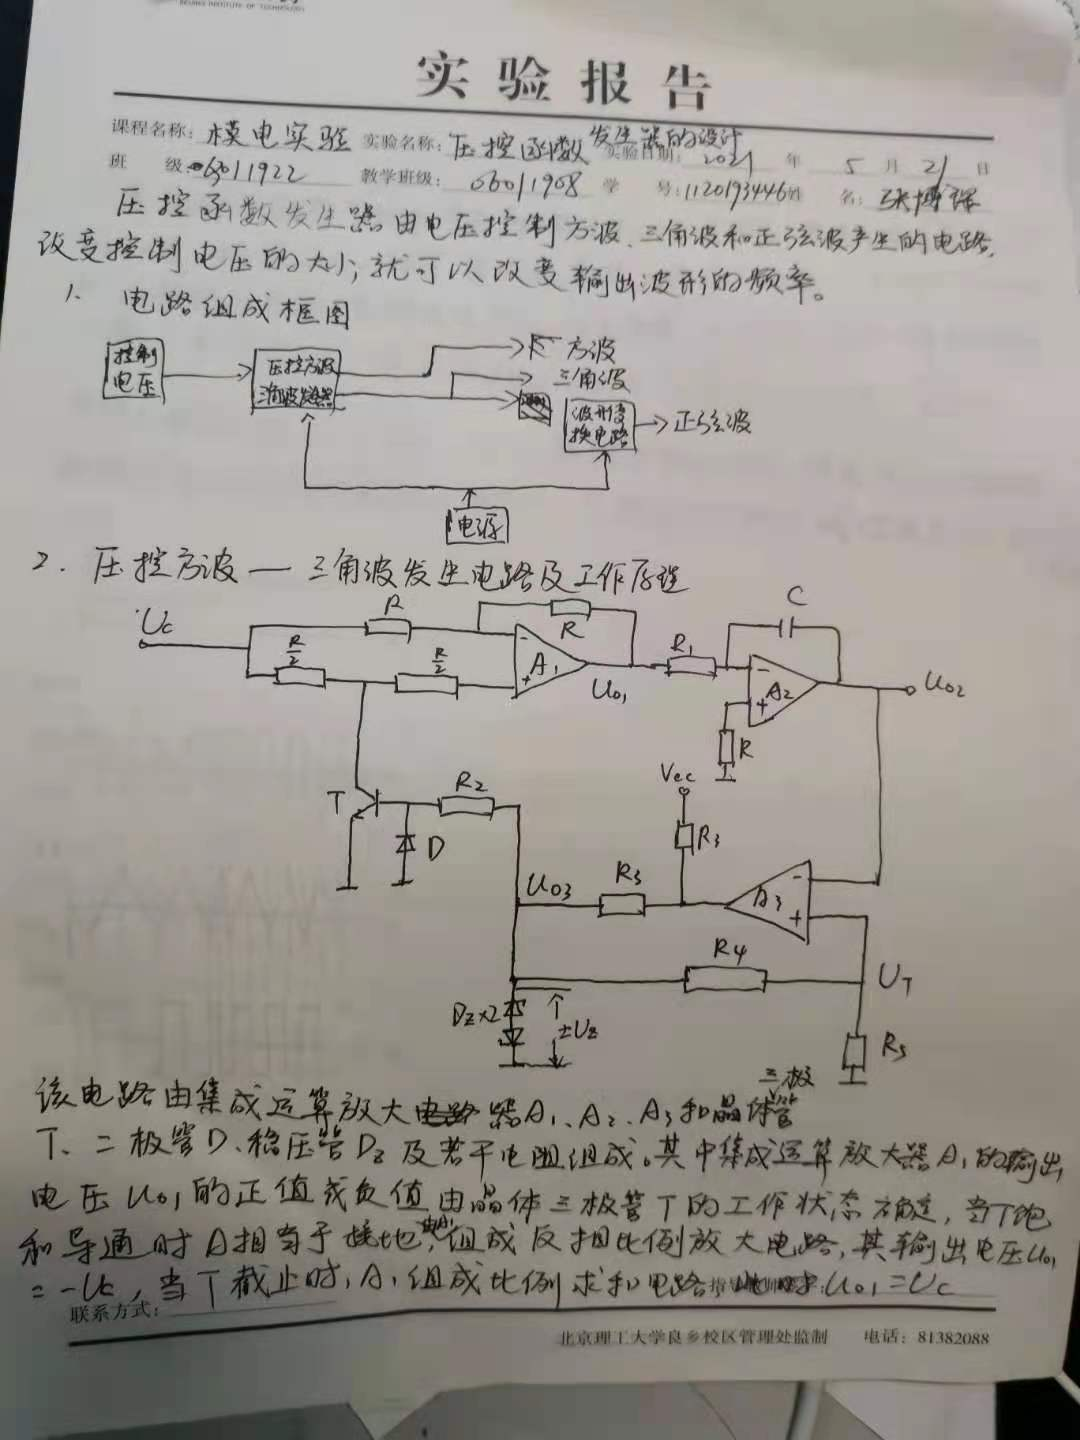 BEIJING INSTITUTE OF TECHNOLOGY
实验报告
课程名称: 模电实验 实验名称: 压控函数发生器的设计 实验日期: 2021 年 5 月 21 日
班 级: 06011922 教学班级: 06011908 学 号: 1120193446 姓 名: 张博
压控函数发生器由电压控制方波、三角波和正弦波产生的电路,
改变控制电压的大小,就可以改变输出波形的频率。
1. 电路组成框图
控制
电压
压控方波
三角波发生器
方波
三角波
波形变
换电路
正弦波
电源
2. 压控方波—三角波发生电路及工作原理
Uc
R
R
R/2
R/2
-
+
A1
Uo1
R1
C
-
+
A2
R
Uo2
T
R2
D
Vcc
R3
Uo3
R3
A3
-
+
R4
UT
Dz×2
±Uz
R5
该电路由集成运算放大器A1、A2、A3和晶体三极管
T、二极管D、稳压管Dz及若干电阻组成。其中集成运算放大器A1的输出
电压Uo1的正值或负值由晶体三极管T的工作状态确定,当T饱
和导通时A相当于接地,组成反相比例放大电路,其输出电压Uo1
=-Uc,当T截止时,A1组成比例求和电路 Uo1=Uc
联系方式:
北京理工大学良乡校区管理处监制 电话:81382088